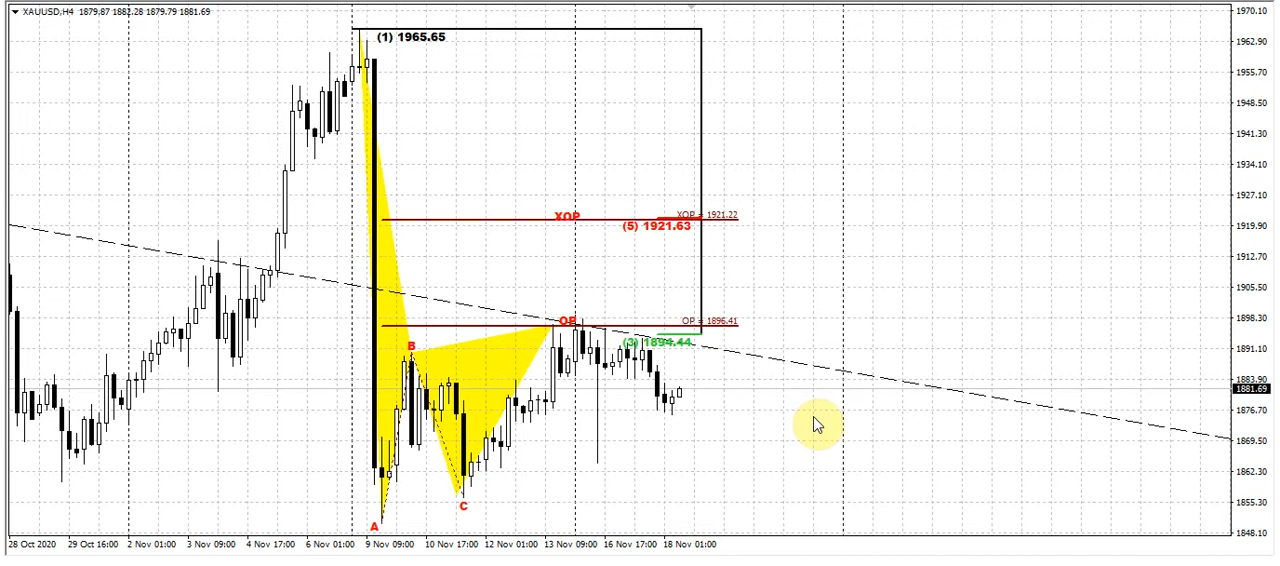 XAUUSD,H4 1879.87 1882.28 1879.79 1881.69
1970.10
(1) 1965.65
1962.90
1955.70
1948.50
1941.30
1934.10
1927.10
XOP
XOP = 1921.22
(5) 1921.63
1919.90
1912.70
1905.50
OP
OP = 1896.41
1898.30
(3) 1894.44
B
1891.10
1883.90
1881.69
1876.70
1869.50
1862.30
C
1855.30
A
1848.10
28 Oct 2020
29 Oct 16:00
2 Nov 01:00
3 Nov 09:00
4 Nov 17:00
6 Nov 01:00
9 Nov 09:00
10 Nov 17:00
12 Nov 01:00
13 Nov 09:00
16 Nov 17:00
18 Nov 01:00